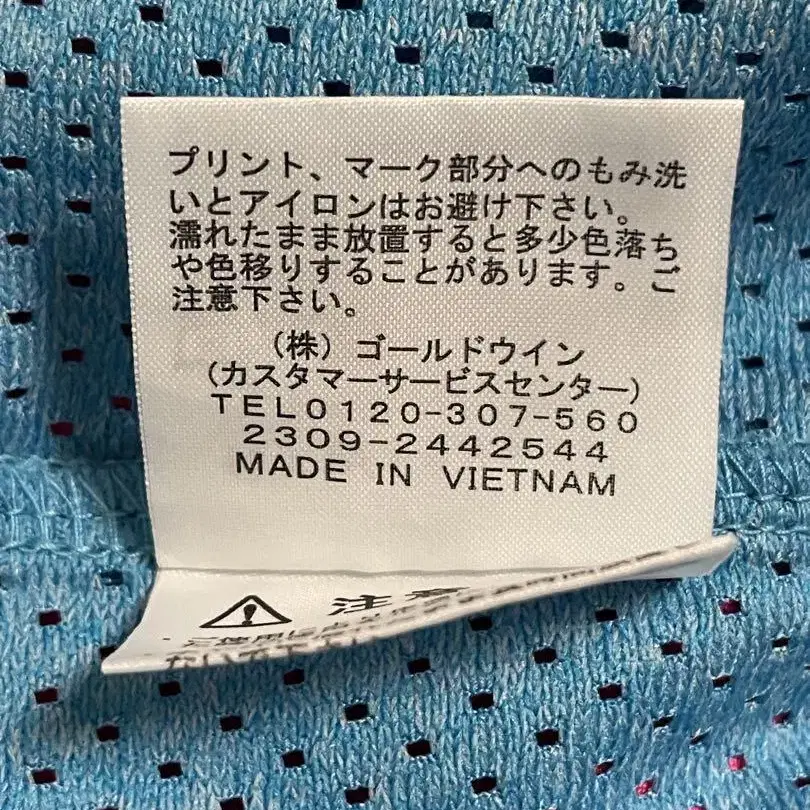 プリント、マーク部分へのもみ洗
いとアイロンはお避け下さい。
濡れたまま放置すると多少色落ち
や色移りすることがあります。ご
注意下さい。
（株）ゴールドウイン
（カスタマーサービスセンター）
TEL0120-307-560
2309-2442544
MADE IN VIETNAM
注意